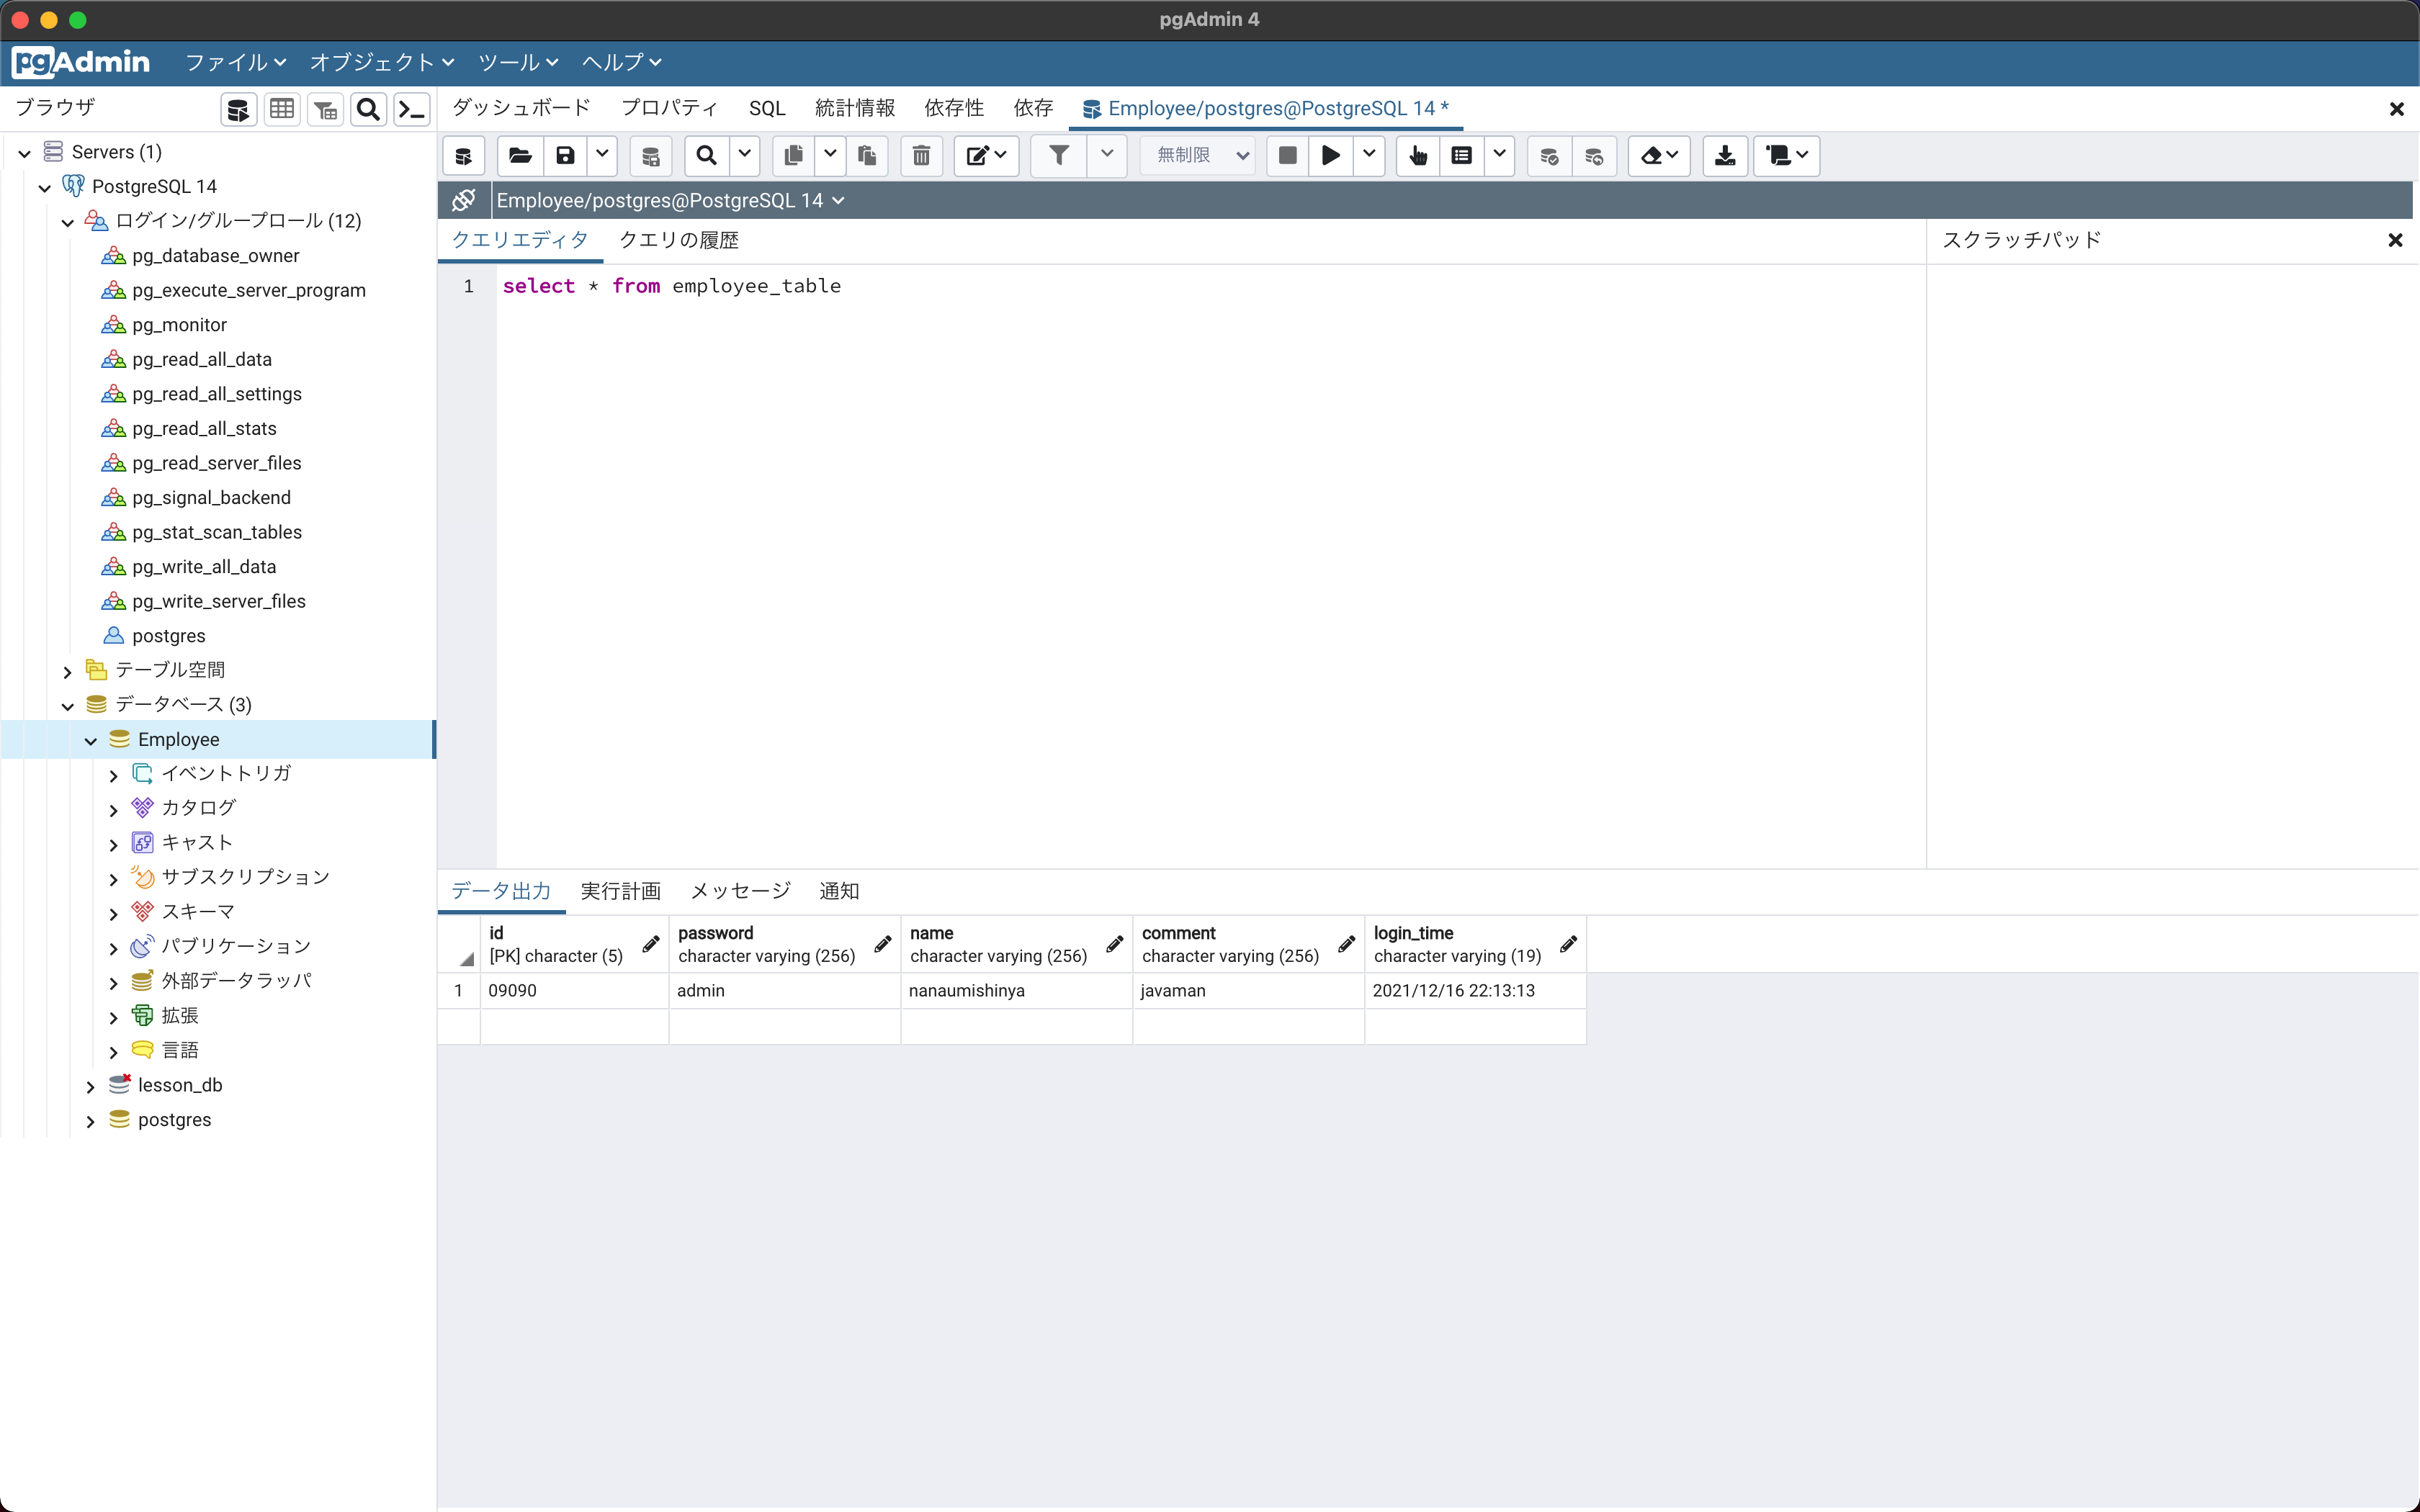 pgAdmin 4
pgAdmin ファイル オブジェクト ツール ヘルプ
ブラウザ
ダッシュボード プロパティ SQL 統計情報 依存性 依存 Employee/postgres@PostgreSQL 14 *
Servers (1)
PostgreSQL 14
ログイン/グループロール (12)
pg_database_owner
pg_execute_server_program
pg_monitor
pg_read_all_data
pg_read_all_settings
pg_read_all_stats
pg_read_server_files
pg_signal_backend
pg_stat_scan_tables
pg_write_all_data
pg_write_server_files
postgres
テーブル空間
データベース (3)
Employee
イベントトリガ
カタログ
キャスト
サブスクリプション
スキーマ
パブリケーション
外部データラッパ
拡張
言語
lesson_db
postgres
無制限
Employee/postgres@PostgreSQL 14
クエリエディタ クエリの履歴
スクラッチパッド
1 select * from employee_table
データ出力 実行計画 メッセージ 通知
id password name comment login_time
[PK] character (5) character varying (256) character varying (256) character varying (256) character varying (19)
1 09090 admin nanaumishinya javaman 2021/12/16 22:13:13